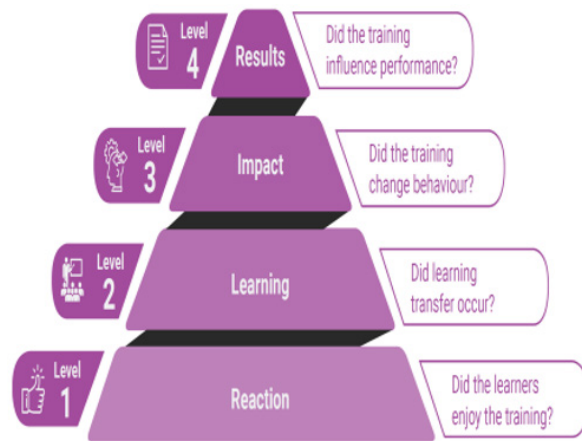 Level
4
Results
Did the training
influence performance?
Level
3
Impact
Did the training
change behaviour?
Level
2
Learning
Did learning
transfer occur?
Level
1
Reaction
Did the learners
enjoy the training?